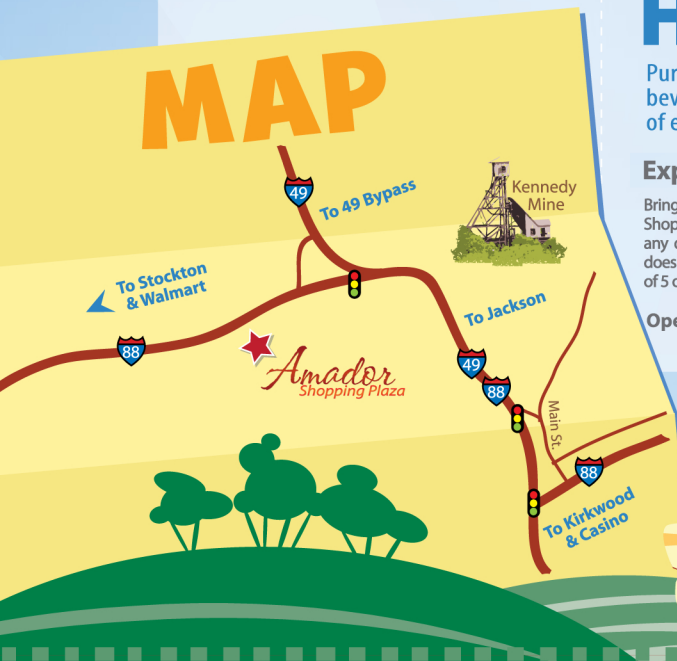 MAP
49
To 49 Bypass
Kennedy
Mine
To Stockton
& Walmart
88
To Jackson
Amador
Shopping Plaza
49
88
Main St.
88
To Kirkwood
& Casino
H
Pur
bev
of e
Exp
Bring
Shop
any
does
of 5
Ope